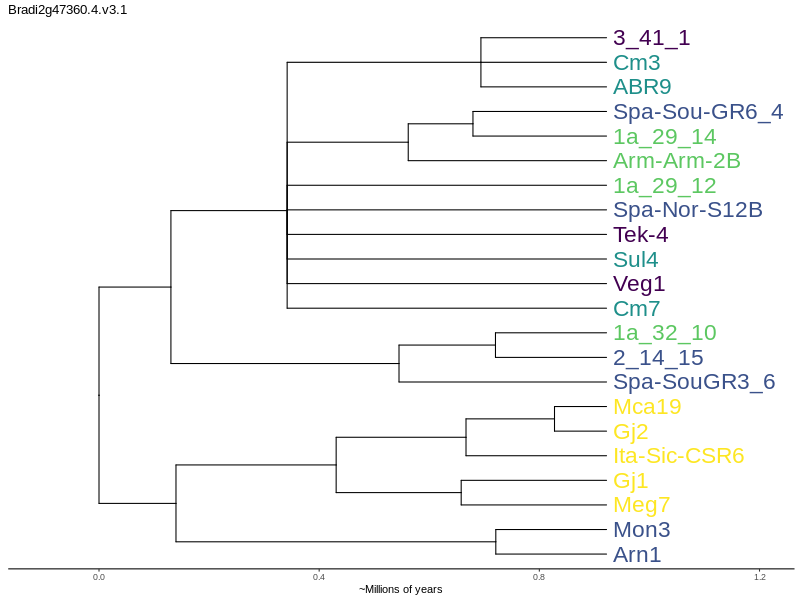 Bradi2g47360.4.v3.1
3_41_1
Cm3
ABR9
Spa-Sou-GR6_4
1a_29_14
Arm-Arm-2B
1a_29_12
Spa-Nor-S12B
Tek-4
Sul4
Veg1
Cm7
1a_32_10
2_14_15
Spa-SouGR3_6
Mca19
Gj2
Ita-Sic-CSR6
Gj1
Meg7
Mon3
Arn1
0.0 0.4 0.8 1.2
~Millions of years